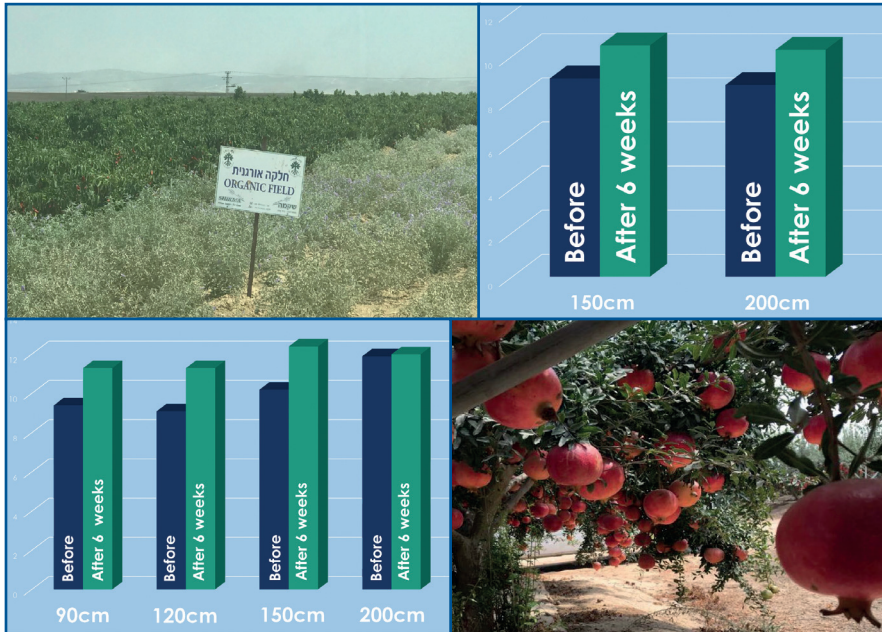 חלקה אורגנית
ORGANIC FIELD
12
10
8
6
4
2
0
Before
After 6 weeks
Before
After 6 weeks
150cm
200cm
12
10
8
6
4
2
0
Before
After 6 weeks
Before
After 6 weeks
Before
After 6 weeks
Before
After 6 weeks
90cm
120cm
150cm
200cm